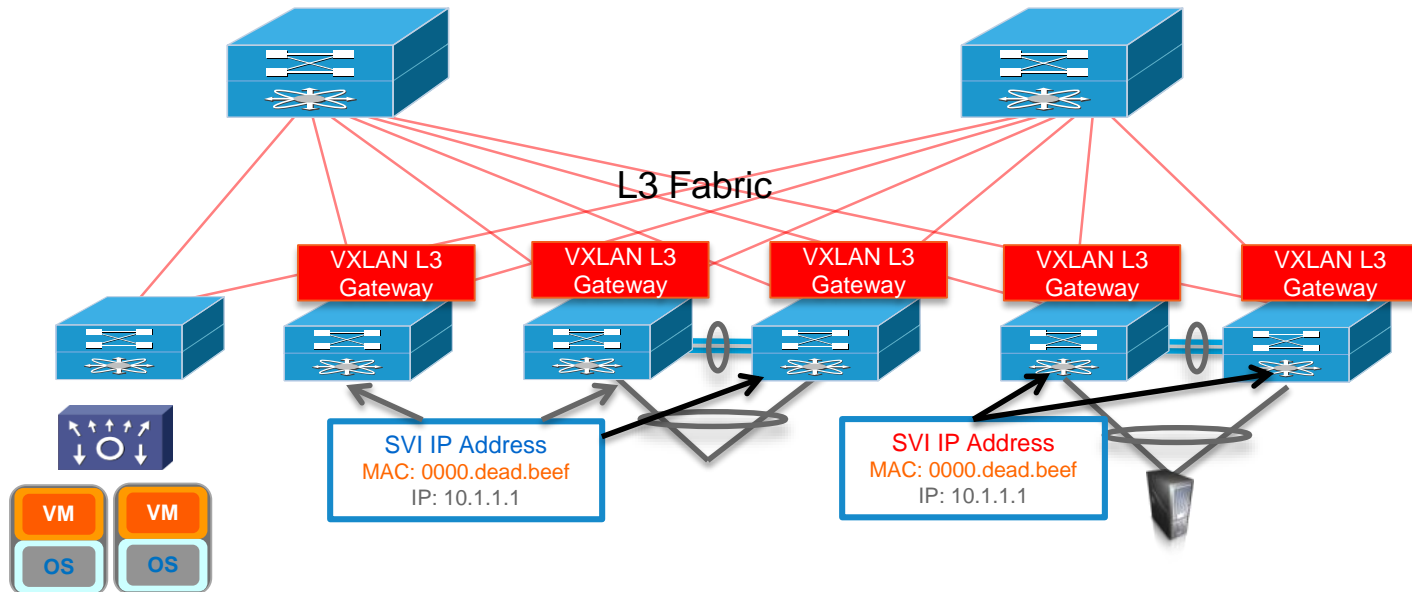 L3 Fabric
VXLAN L3
Gateway
VXLAN L3
Gateway
VXLAN L3
Gateway
VXLAN L3
Gateway
VXLAN L3
Gateway
SVI IP Address
MAC: 0000.dead.beef
IP: 10.1.1.1
SVI IP Address
MAC: 0000.dead.beef
IP: 10.1.1.1
VM
OS
VM
OS